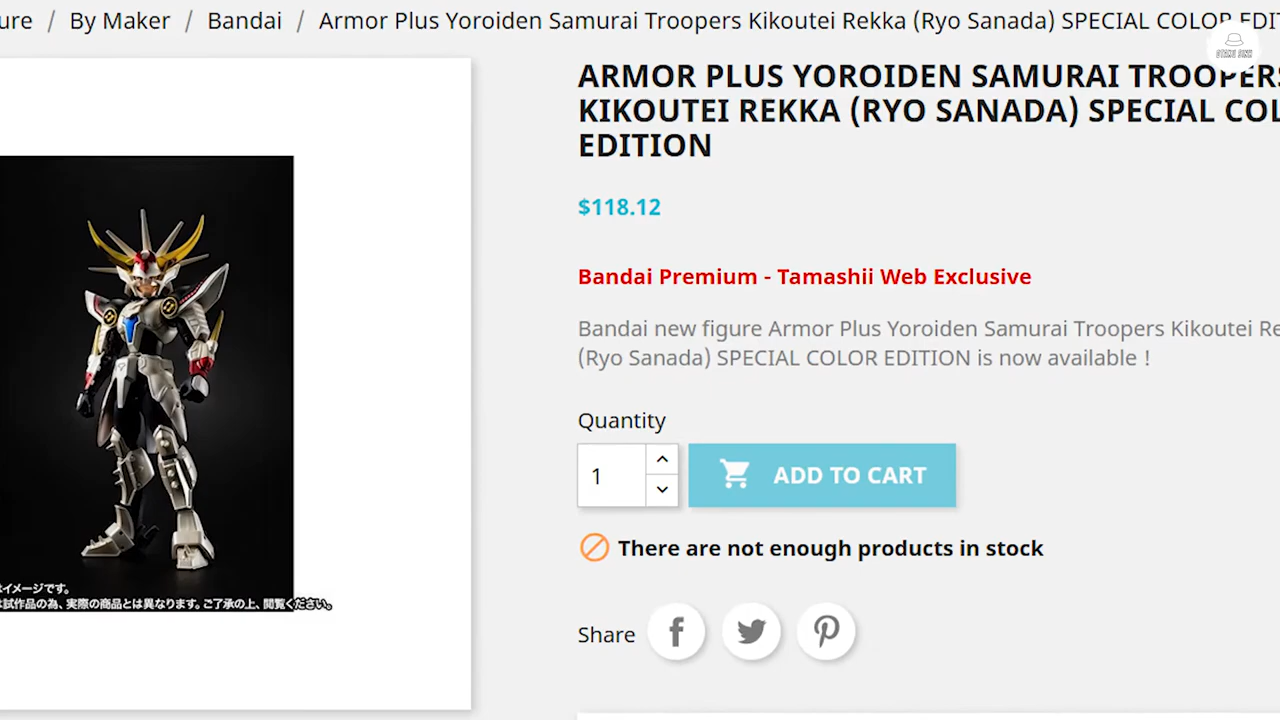 ure / By Maker / Bandai / Armor Plus Yoroiden Samurai Troopers Kikoutei Rekka (Ryo Sanada) SPECIAL COLOR EDIT
OTAKU SINH
ARMOR PLUS YOROIDEN SAMURAI TROOPERS
KIKOUTEI REKKA (RYO SANADA) SPECIAL COL
EDITION
$118.12
Bandai Premium - Tamashii Web Exclusive
Bandai new figure Armor Plus Yoroiden Samurai Troopers Kikoutei Re
(Ryo Sanada) SPECIAL COLOR EDITION is now available !
Quantity
1
ADD TO CART
There are not enough products in stock
Share
イメージです。
は試作品の為、実際の商品とは異なります。ご了承の上、閲覧ください。